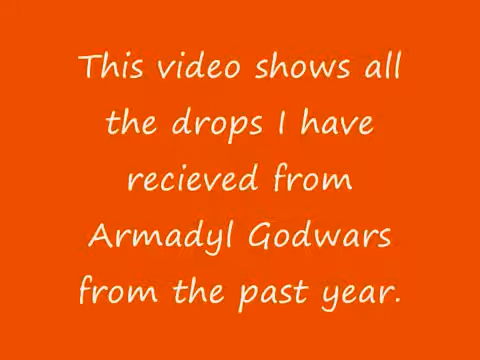 This video shows all
the drops I have
recieved from
Armadyl Godwars
from the past year.